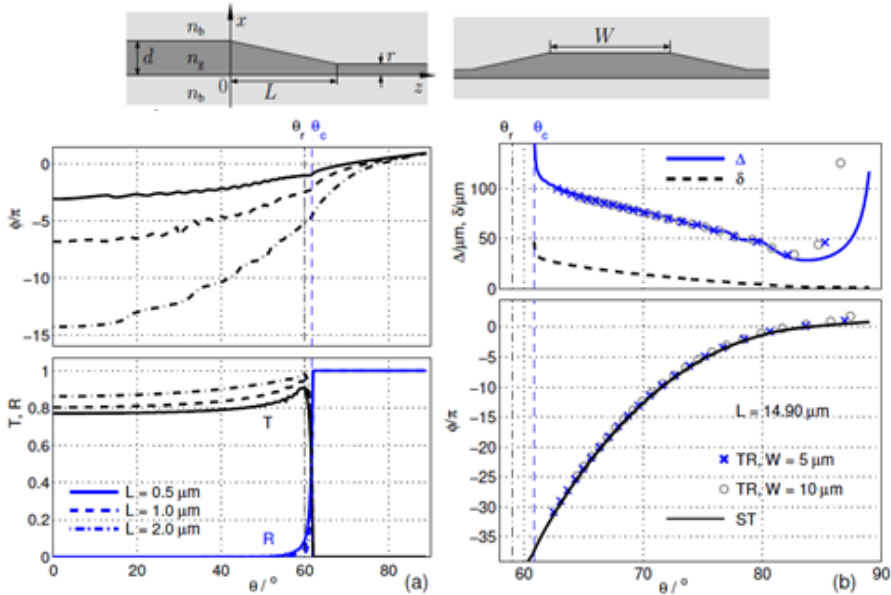 n_b x W
d n_g r
0 L z
n_b
θ_r θ_c
0
−5
−10
−15
ϕ/π
1
0.8
0.6
0.4
0.2
0
T, R
T
L = 0.5 μm
L = 1.0 μm
L = 2.0 μm
R
0 20 40 60 80
θ/° (a)
θ_r θ_c
Δ
δ
100
50
0
Δ/μm, δ/μm
0
−5
−10
−15
−20
−25
−30
−35
ϕ/π
L = 14.90 μm
TR, W = 5 μm
TR, W = 10 μm
ST
60 70 80 90
θ/° (b)